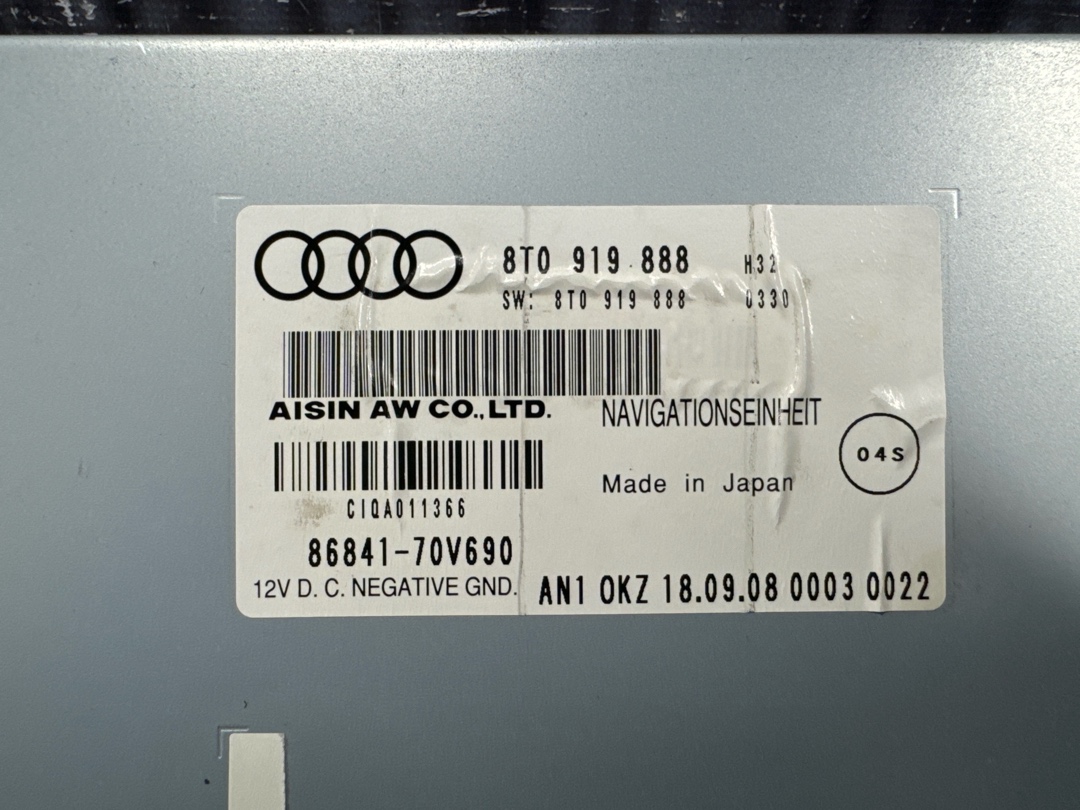 8T0 919 888 H32
SW: 8T0 919 888 0330
AISIN AW CO.,LTD.
NAVIGATIONSEINHEIT
04S
Made in Japan
CIQA011366
86841-70V690
12V D. C. NEGATIVE GND.
AN1 0KZ 18.09.08 0003 0022